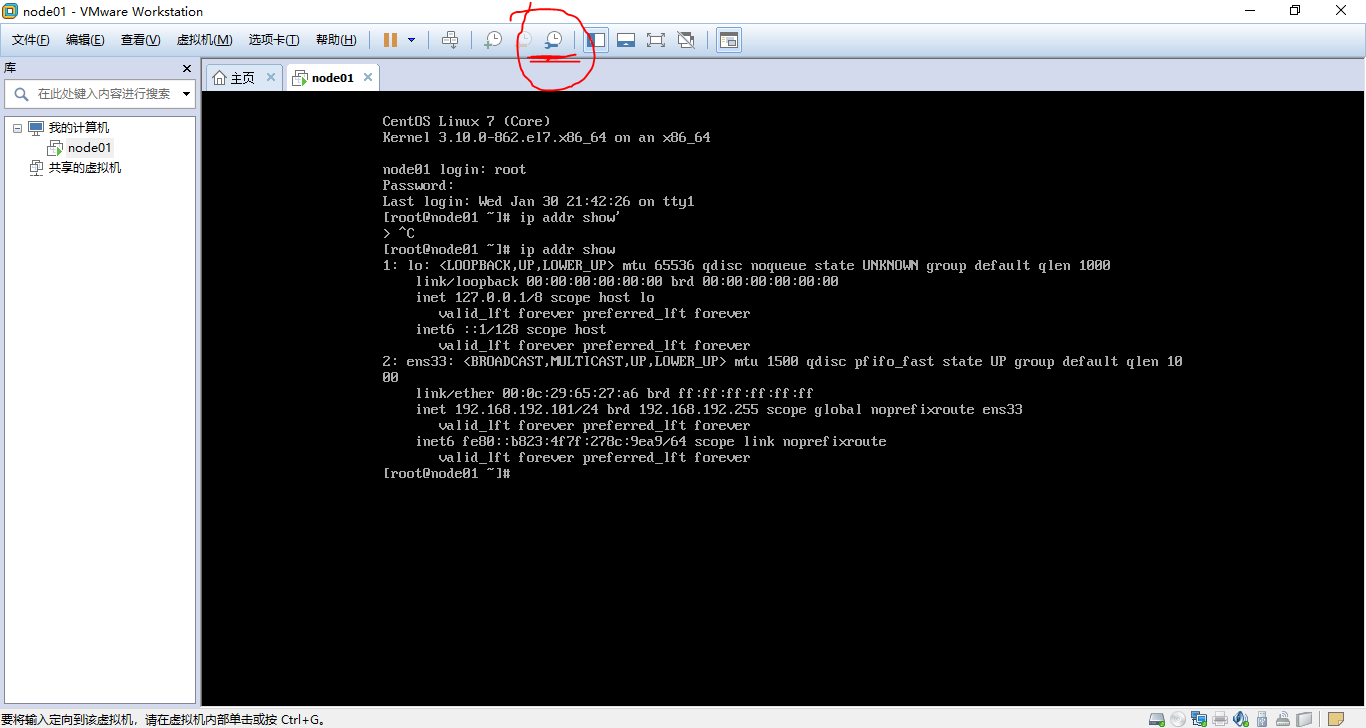 node01 - VMware Workstation
文件(F) 编辑(E) 查看(V) 虚拟机(M) 选项卡(T) 帮助(H)
库
在此处键入内容进行搜索
我的计算机
node01
共享的虚拟机
主页
node01
CentOS Linux 7 (Core)
Kernel 3.10.0-862.el7.x86_64 on an x86_64
node01 login: root
Password:
Last login: Wed Jan 30 21:42:26 on tty1
[root@node01 ~]# ip addr show'
> ^C
[root@node01 ~]# ip addr show
1: lo: <LOOPBACK,UP,LOWER_UP> mtu 65536 qdisc noqueue state UNKNOWN group default qlen 1000
link/loopback 00:00:00:00:00:00 brd 00:00:00:00:00:00
inet 127.0.0.1/8 scope host lo
valid_lft forever preferred_lft forever
inet6 ::1/128 scope host
valid_lft forever preferred_lft forever
2: ens33: <BROADCAST,MULTICAST,UP,LOWER_UP> mtu 1500 qdisc pfifo_fast state UP group default qlen 10
00
link/ether 00:0c:29:65:27:a6 brd ff:ff:ff:ff:ff:ff
inet 192.168.192.101/24 brd 192.168.192.255 scope global noprefixroute ens33
valid_lft forever preferred_lft forever
inet6 fe80::b823:4f7f:278c:9ea9/64 scope link noprefixroute
valid_lft forever preferred_lft forever
[root@node01 ~]#
要将输入定向到该虚拟机，请在虚拟机内部单击或按 Ctrl+G。